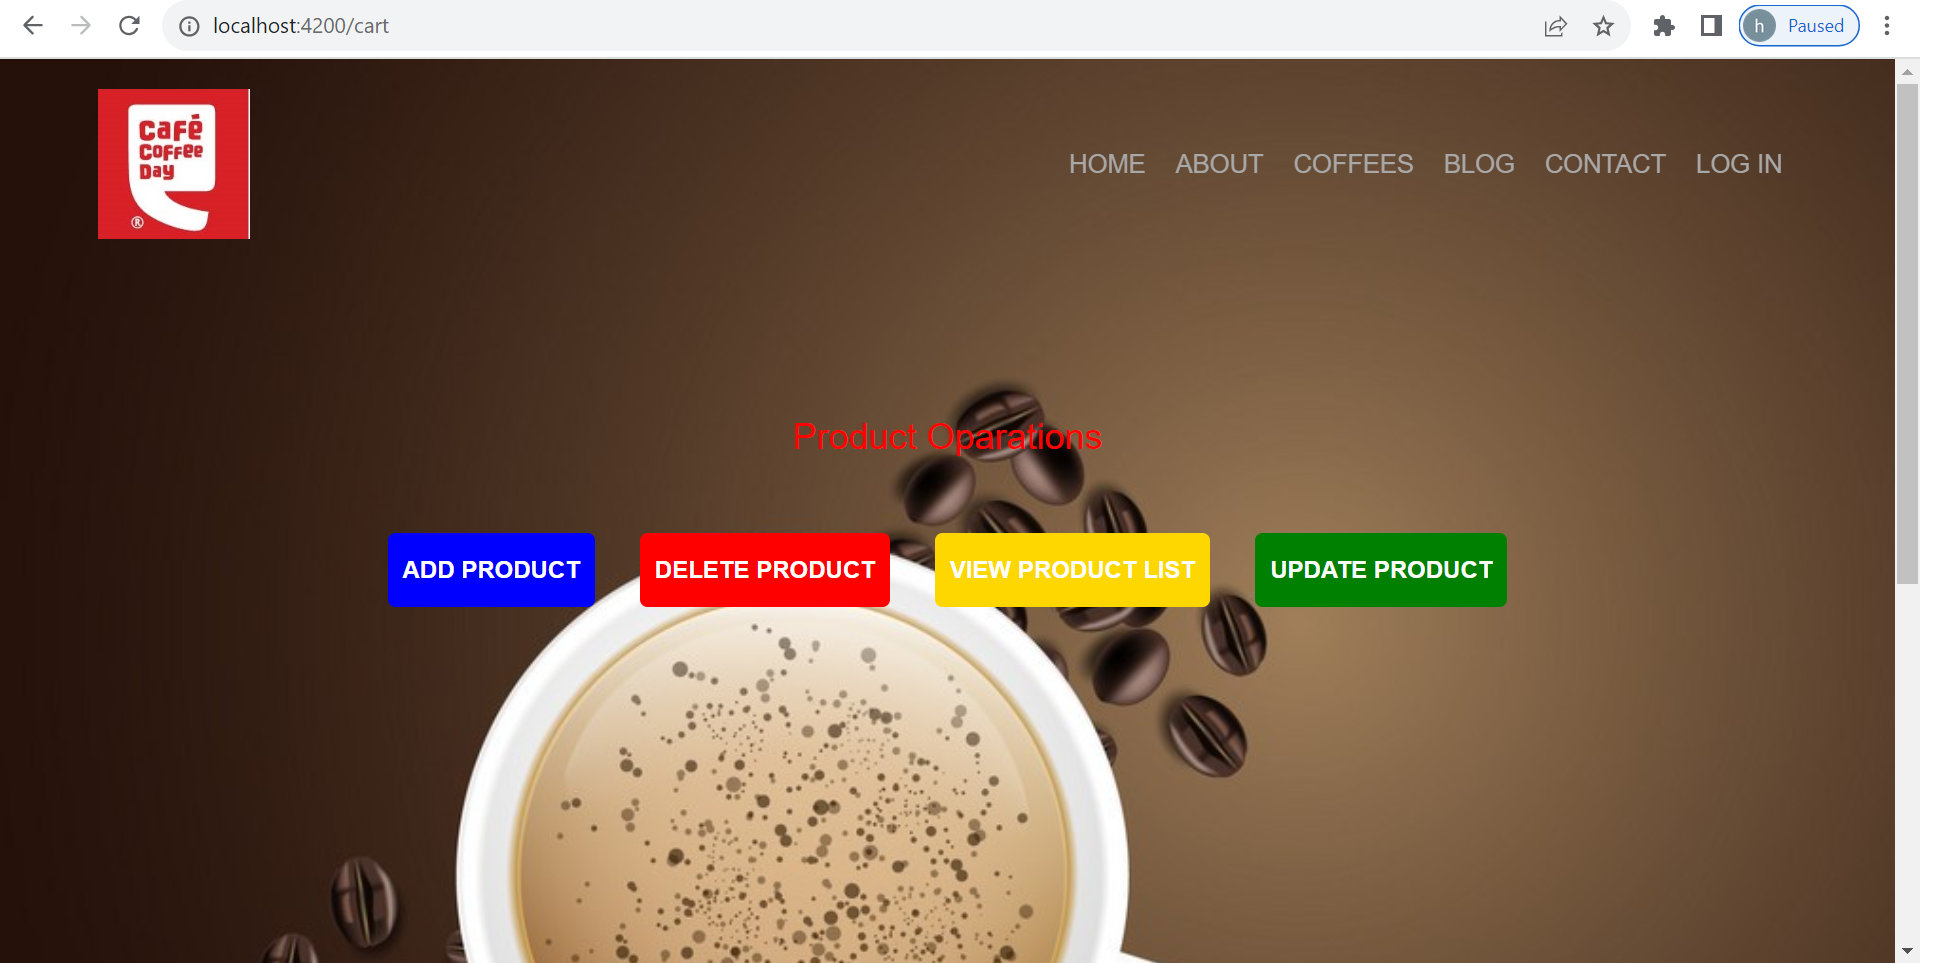 localhost:4200/cart
h Paused
Café
Coffee
Day
®
HOME ABOUT COFFEES BLOG CONTACT LOG IN
Product Oparations
ADD PRODUCT DELETE PRODUCT VIEW PRODUCT LIST UPDATE PRODUCT